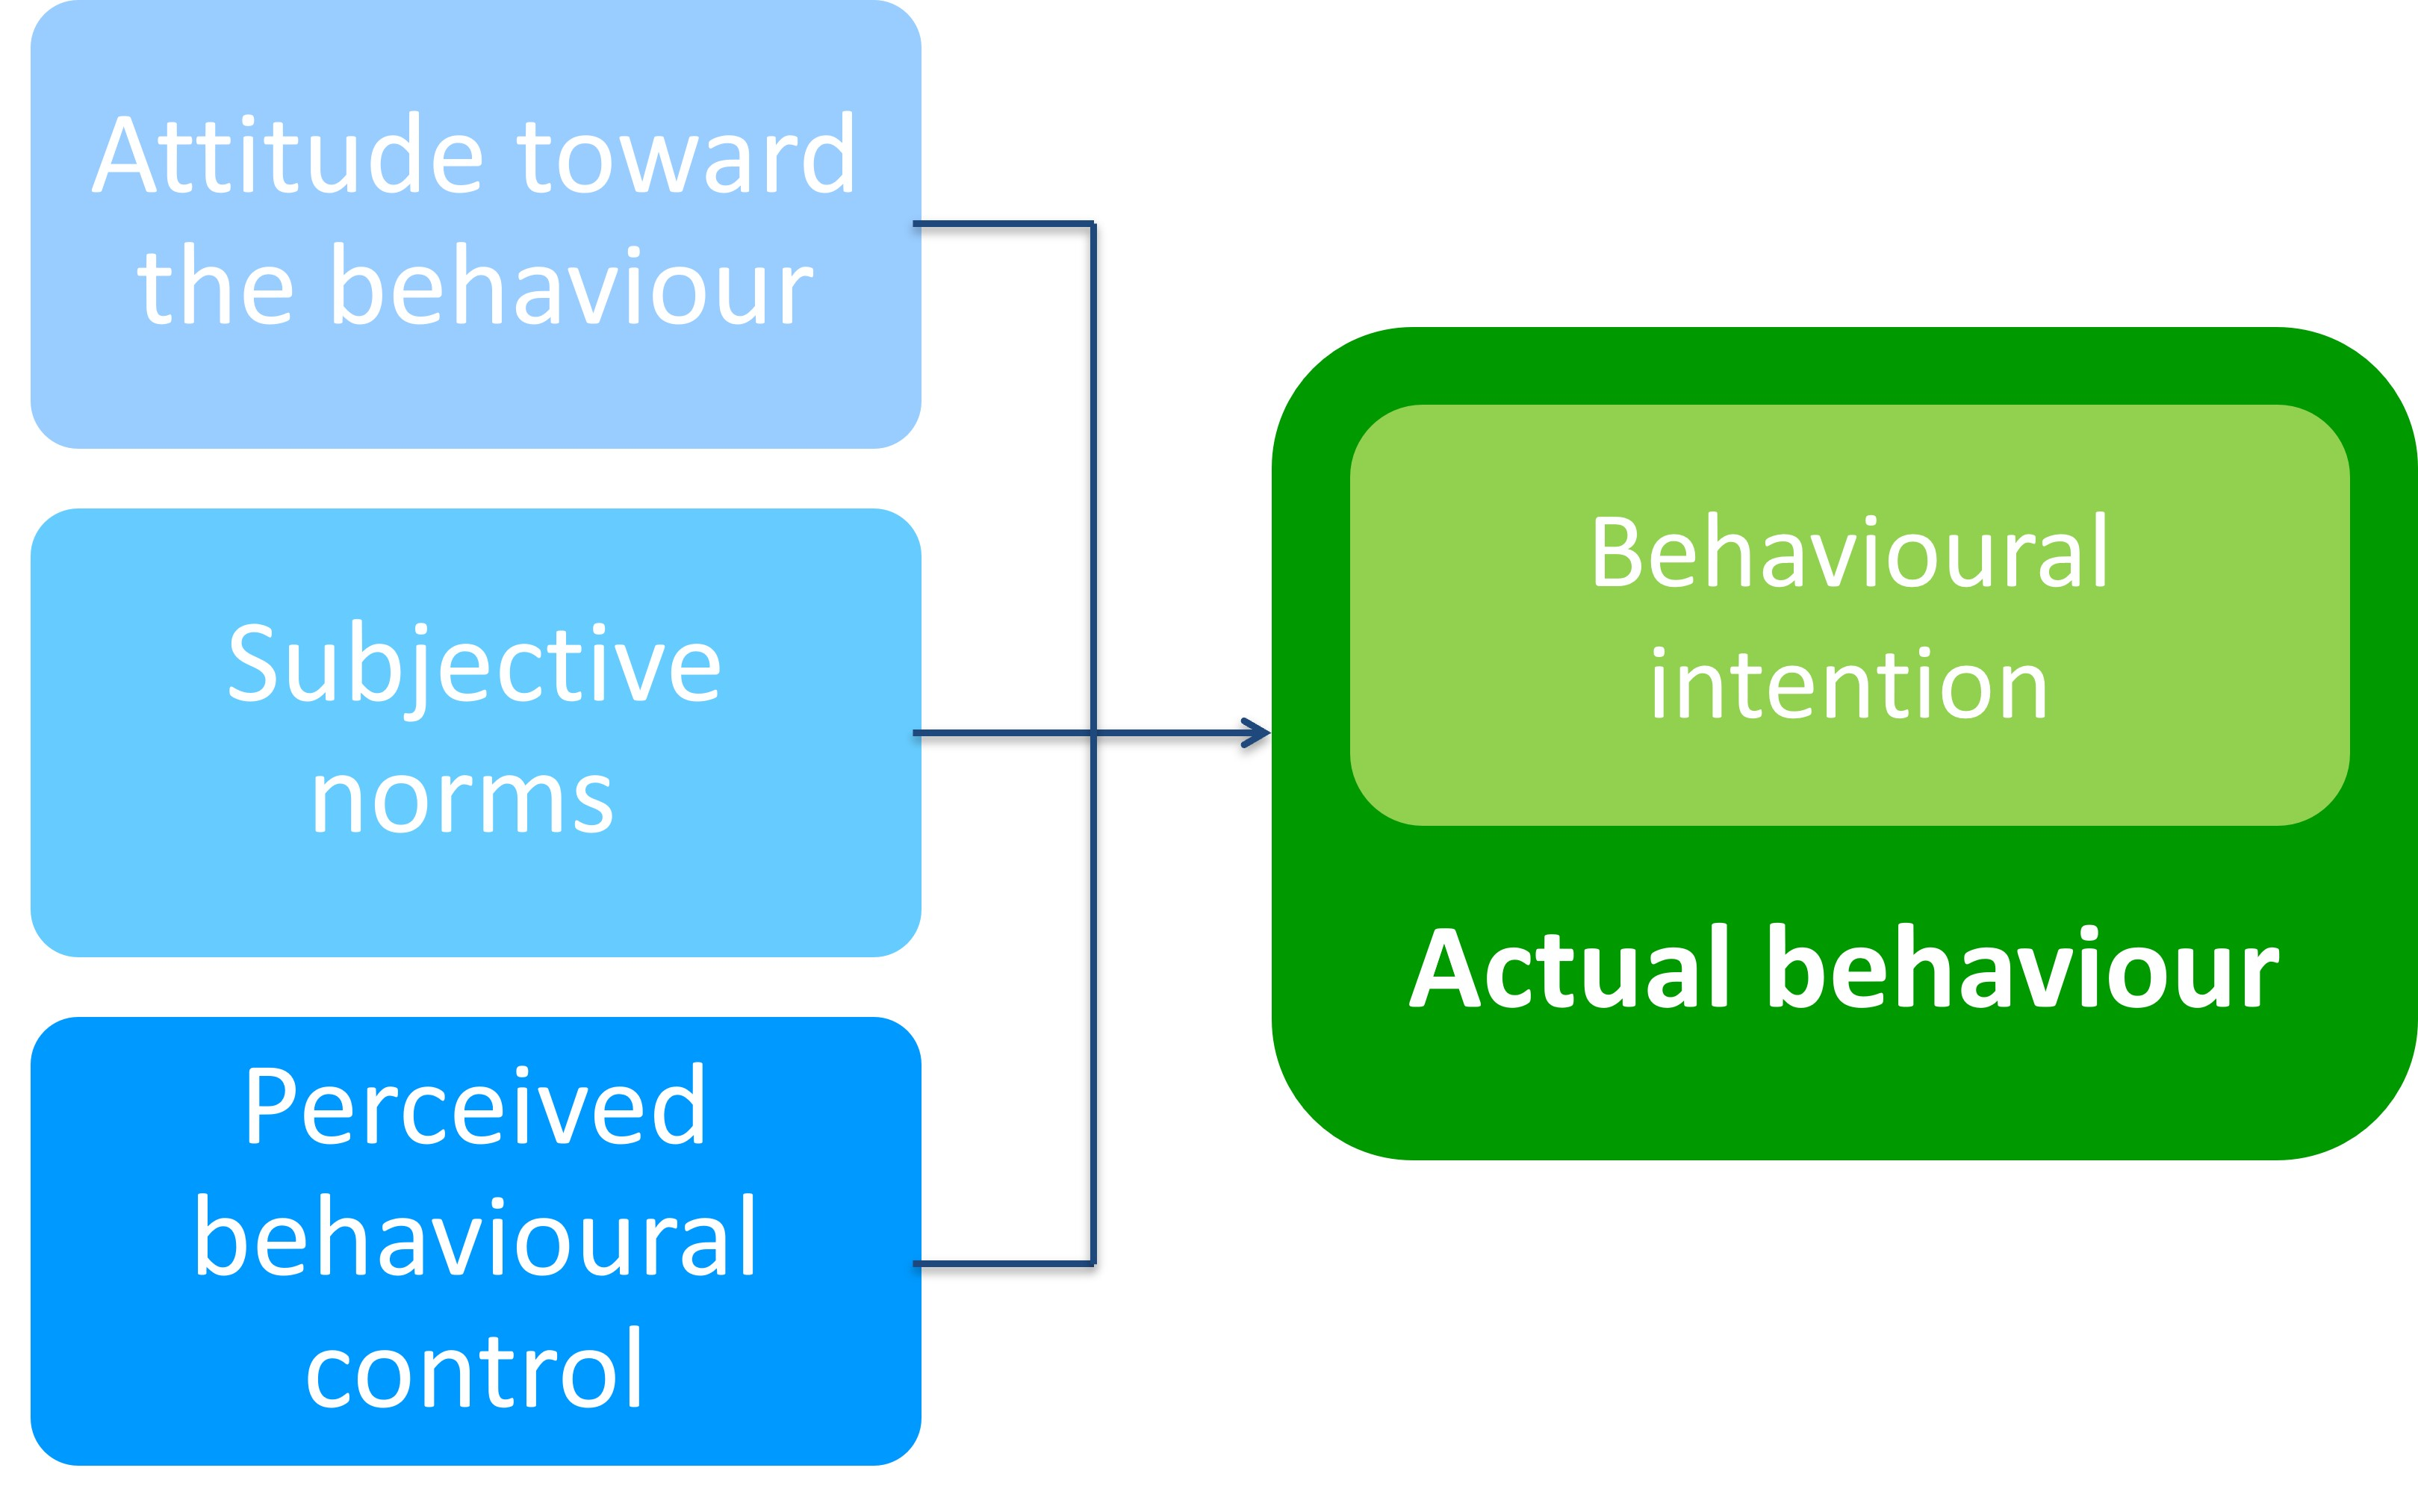 Attitude toward
the behaviour
Subjective
norms
Perceived
behavioural
control
Behavioural
intention
Actual behaviour